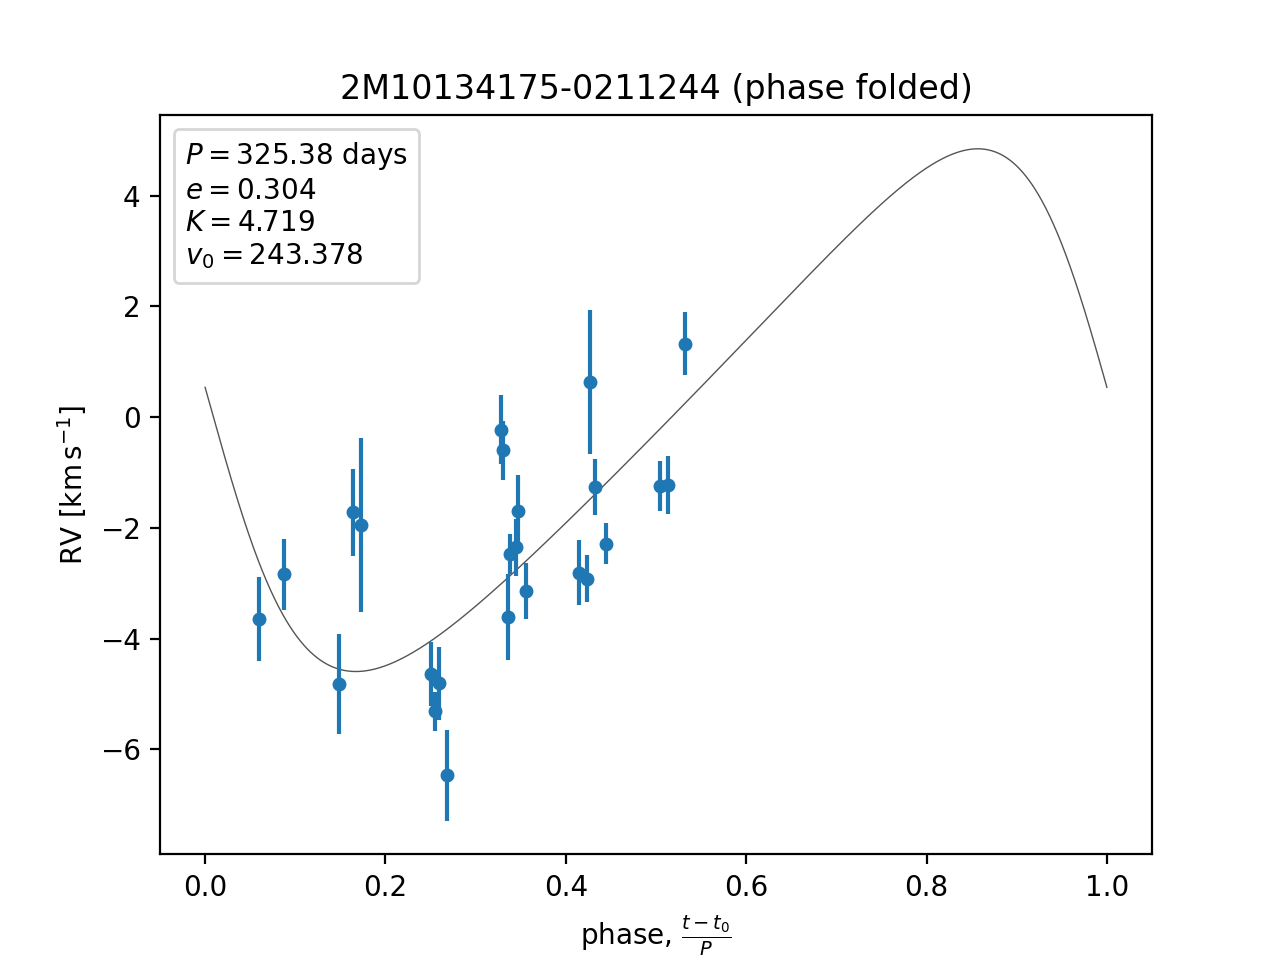 2M10134175-0211244 (phase folded)
P = 325.38 days
e = 0.304
K = 4.719
v₀ = 243.378
4
2
0
−2
−4
−6
RV [km s⁻¹]
0.0 0.2 0.4 0.6 0.8 1.0
phase, (t − t₀)/P